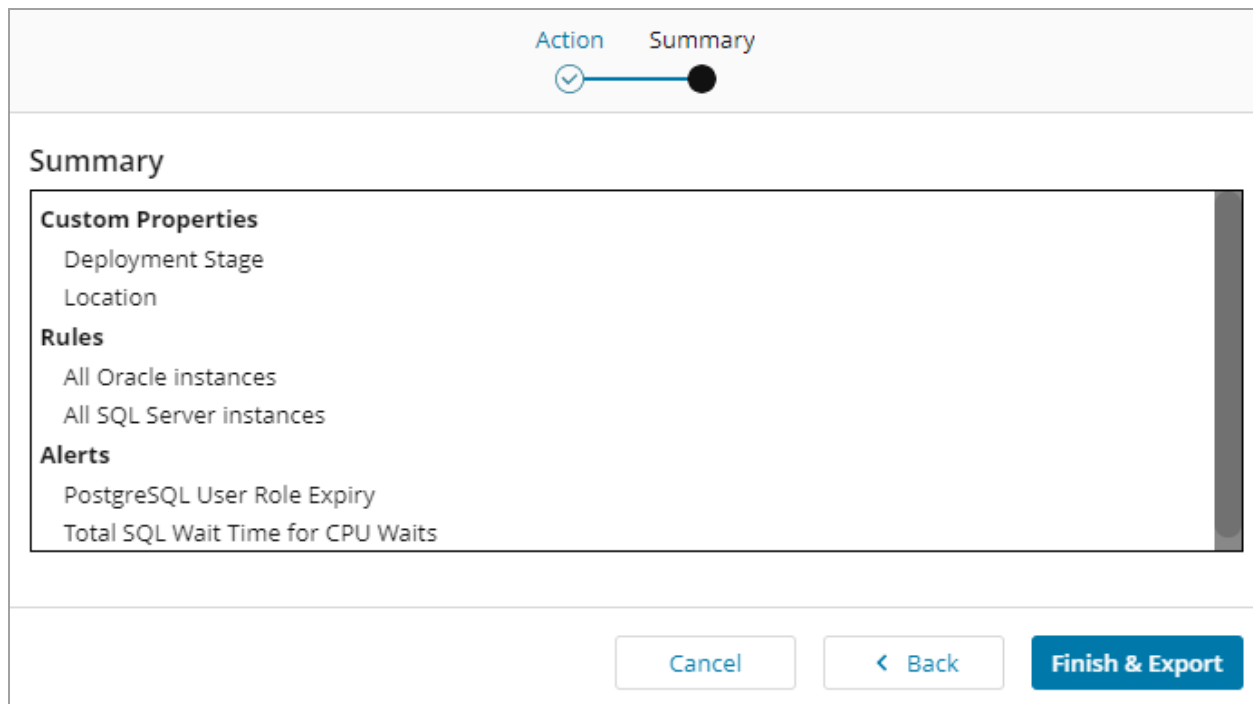 Action Summary
Summary
Custom Properties
Deployment Stage
Location
Rules
All Oracle instances
All SQL Server instances
Alerts
PostgreSQL User Role Expiry
Total SQL Wait Time for CPU Waits
Cancel Back Finish & Export